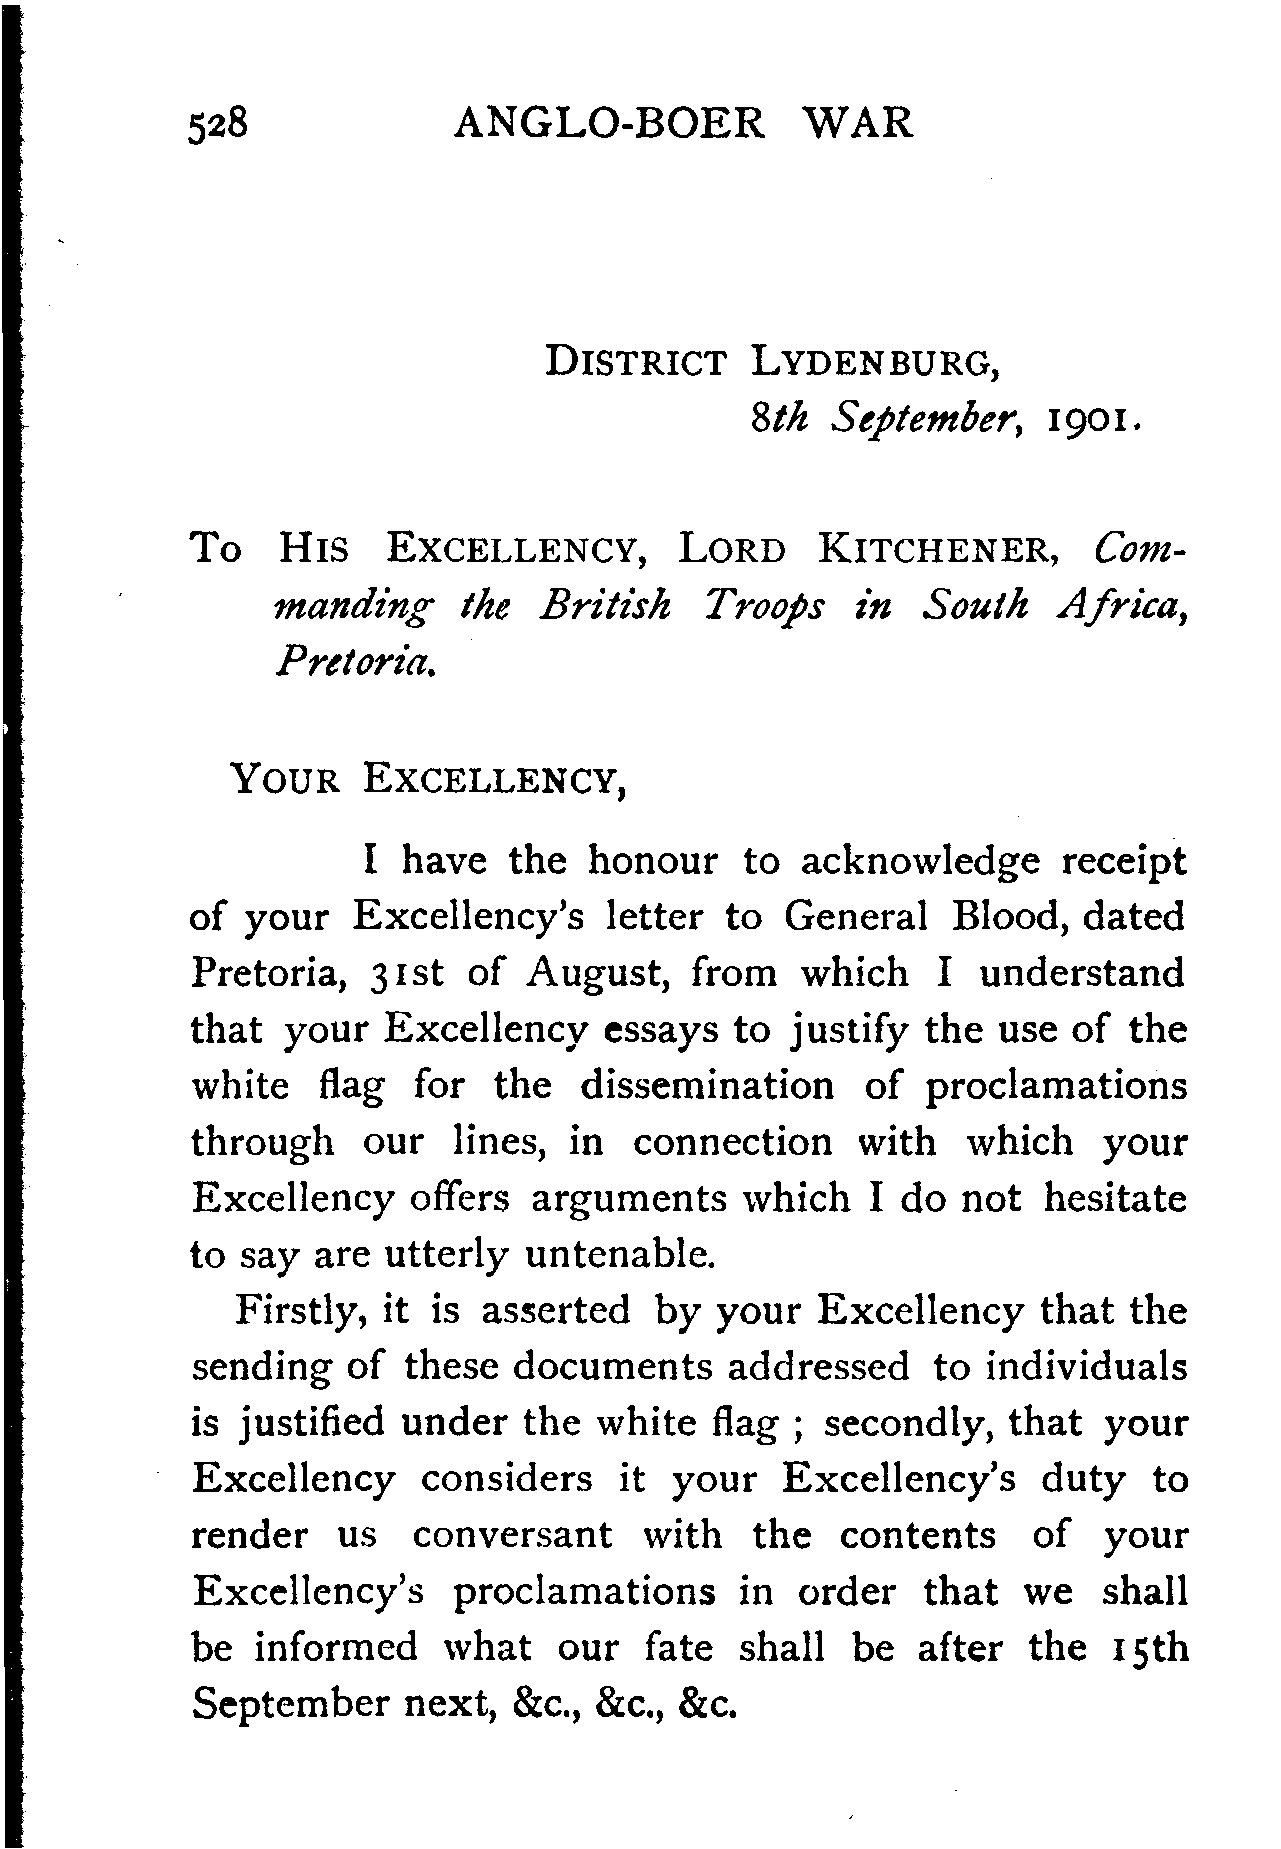 528 ANGLO-BOER WAR
DISTRICT LYDENBURG,
8th September, 1901.
TO HIS EXCELLENCY, LORD KITCHENER, Com-
manding the British Troops in South Africa,
Pretoria.
YOUR EXCELLENCY,
I have the honour to acknowledge receipt
of your Excellency's letter to General Blood, dated
Pretoria, 31st of August, from which I understand
that your Excellency essays to justify the use of the
white flag for the dissemination of proclamations
through our lines, in connection with which your
Excellency offers arguments which I do not hesitate
to say are utterly untenable.
Firstly, it is asserted by your Excellency that the
sending of these documents addressed to individuals
is justified under the white flag ; secondly, that your
Excellency considers it your Excellency's duty to
render us conversant with the contents of your
Excellency's proclamations in order that we shall
be informed what our fate shall be after the 15th
September next, &c., &c., &c.